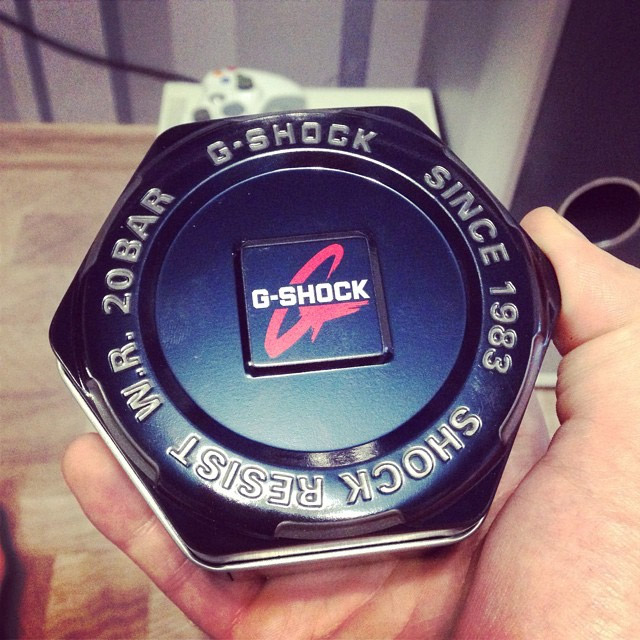 G-SHOCK
SINCE 1983
SHOCK RESIST
W.R. 20BAR
G-SHOCK